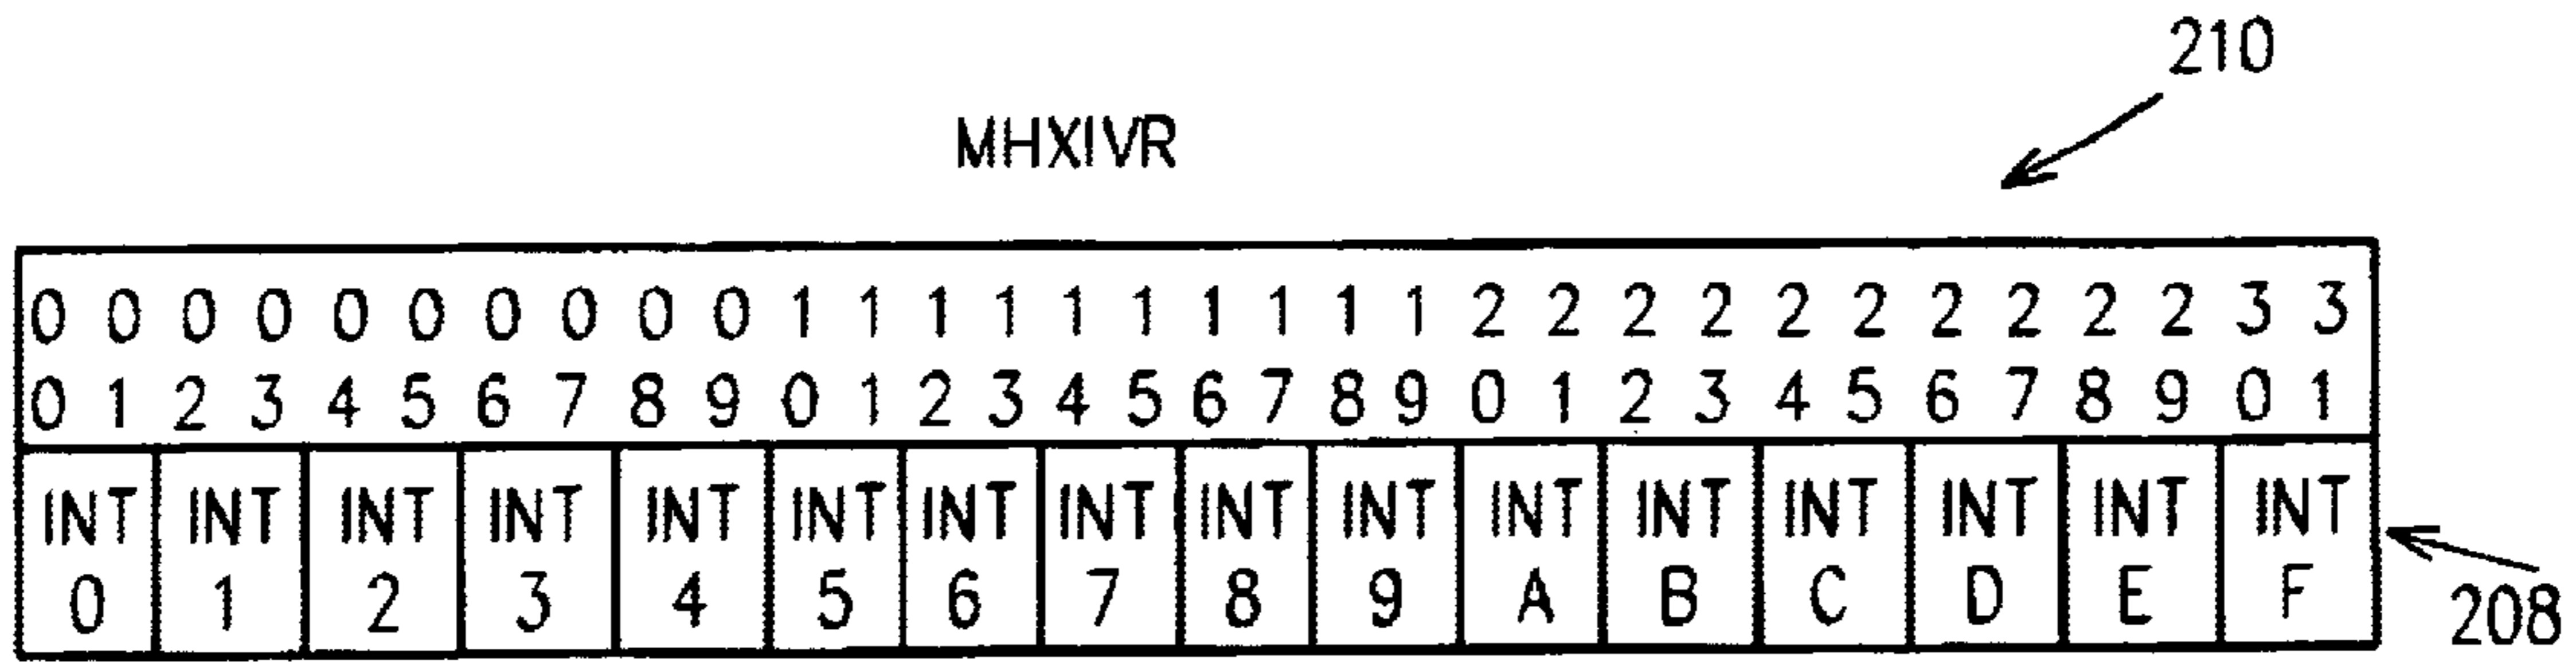 210
MHXIVR
0 0 0 0 0 0 0 0 0 0 1 1 1 1 1 1 1 1 1 1 2 2 2 2 2 2 2 2 2 2 3 3
0 1 2 3 4 5 6 7 8 9 0 1 2 3 4 5 6 7 8 9 0 1 2 3 4 5 6 7 8 9 0 1
INT INT INT INT INT INT INT INT INT INT INT INT INT INT INT INT
0 1 2 3 4 5 6 7 8 9 A B C D E F
208